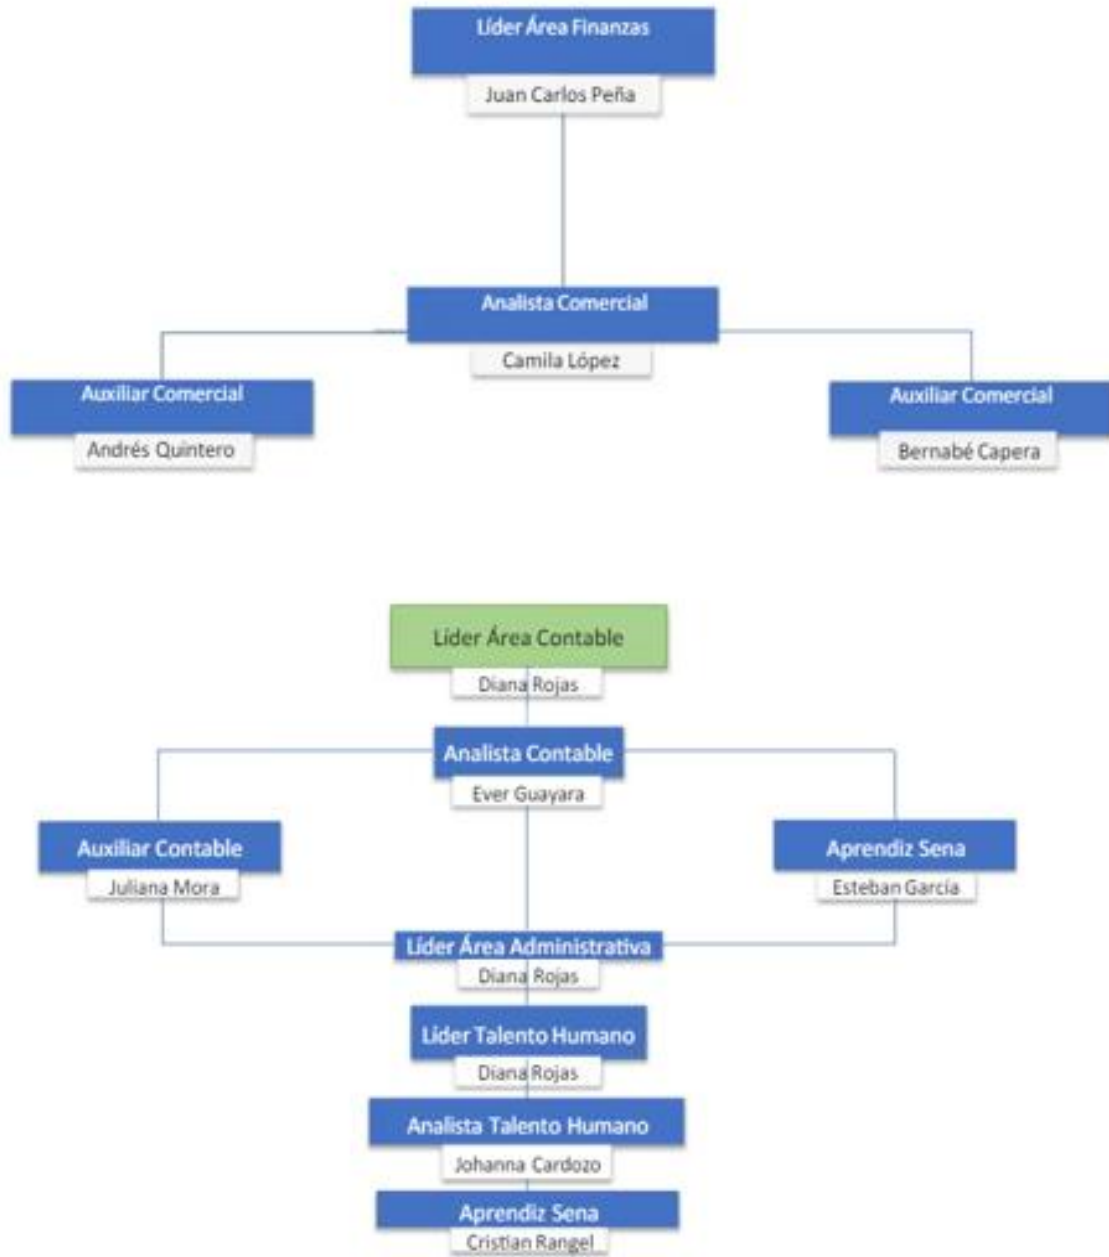 Líder Área Finanzas
Juan Carlos Peña
Analista Comercial
Camila López
Auxiliar Comercial
Andrés Quintero
Auxiliar Comercial
Bernabé Capera
Líder Área Contable
Diana Rojas
Analista Contable
Ever Guayara
Auxiliar Contable
Juliana Mora
Aprendiz Sena
Esteban García
Líder Área Administrativa
Diana Rojas
Líder Talento Humano
Diana Rojas
Analista Talento Humano
Johanna Cardozo
Aprendiz Sena
Cristian Rangel